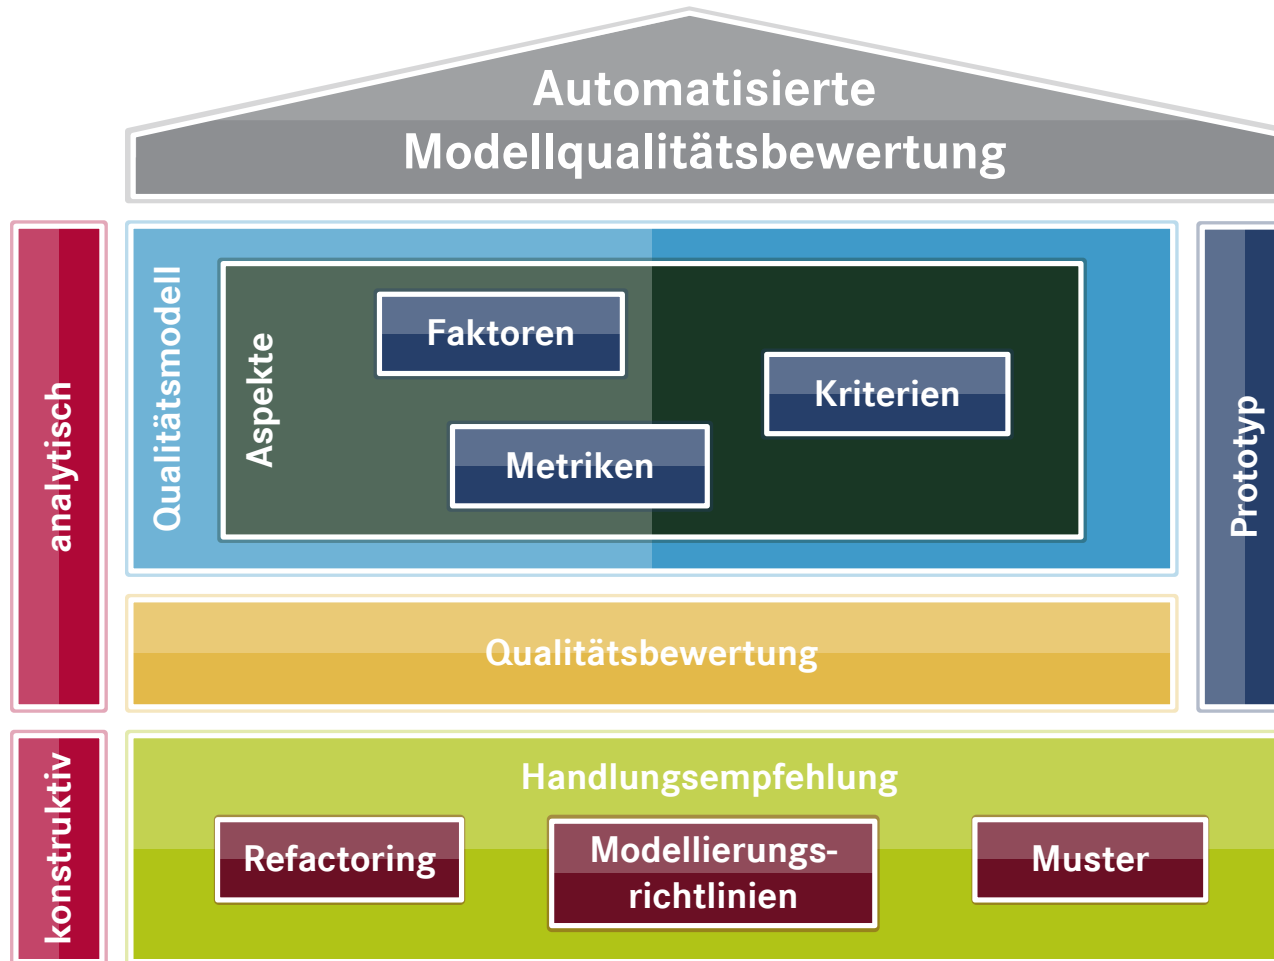 Automatisierte
Modellqualitätsbewertung
analytisch
Qualitätsmodell
Aspekte
Faktoren
Kriterien
Metriken
Prototyp
Qualitätsbewertung
konstruktiv
Handlungsempfehlung
Refactoring
Modellierungs-
richtlinien
Muster